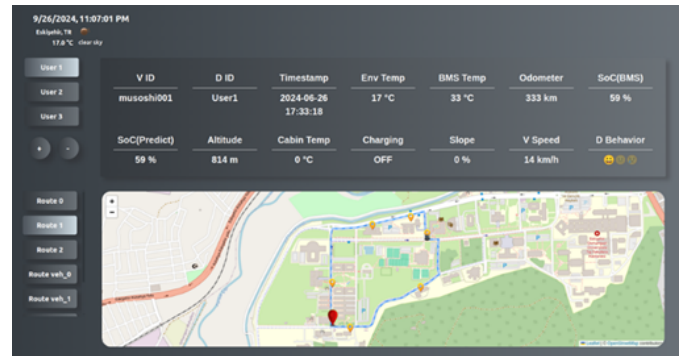 9/26/2024, 11:07:01 PM
Eskişehir, TR
17.0 °C clear sky
User 1
User 2
User 3
+ -
V ID D ID Timestamp Env Temp BMS Temp Odometer SoC(BMS)
musoshi001 User1 2024-06-26 17 °C 33 °C 333 km 59 %
17:33:18
SoC(Predict) Altitude Cabin Temp Charging Slope V Speed D Behavior
59 % 814 m 0 °C OFF 0 % 14 km/h
Route 0
Route 1
Route 2
Route veh_0
Route veh_1
+
-
Leaflet | © OpenStreetMap contributors